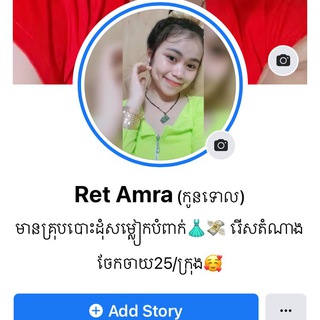 Ret Amra (កូនទោល)
មានគ្រុបបោះដុំសម្លៀកបំពាក់👗💸 រើសតំណាង
ចែកចាយ25/ក្រុង🥰
Add Story